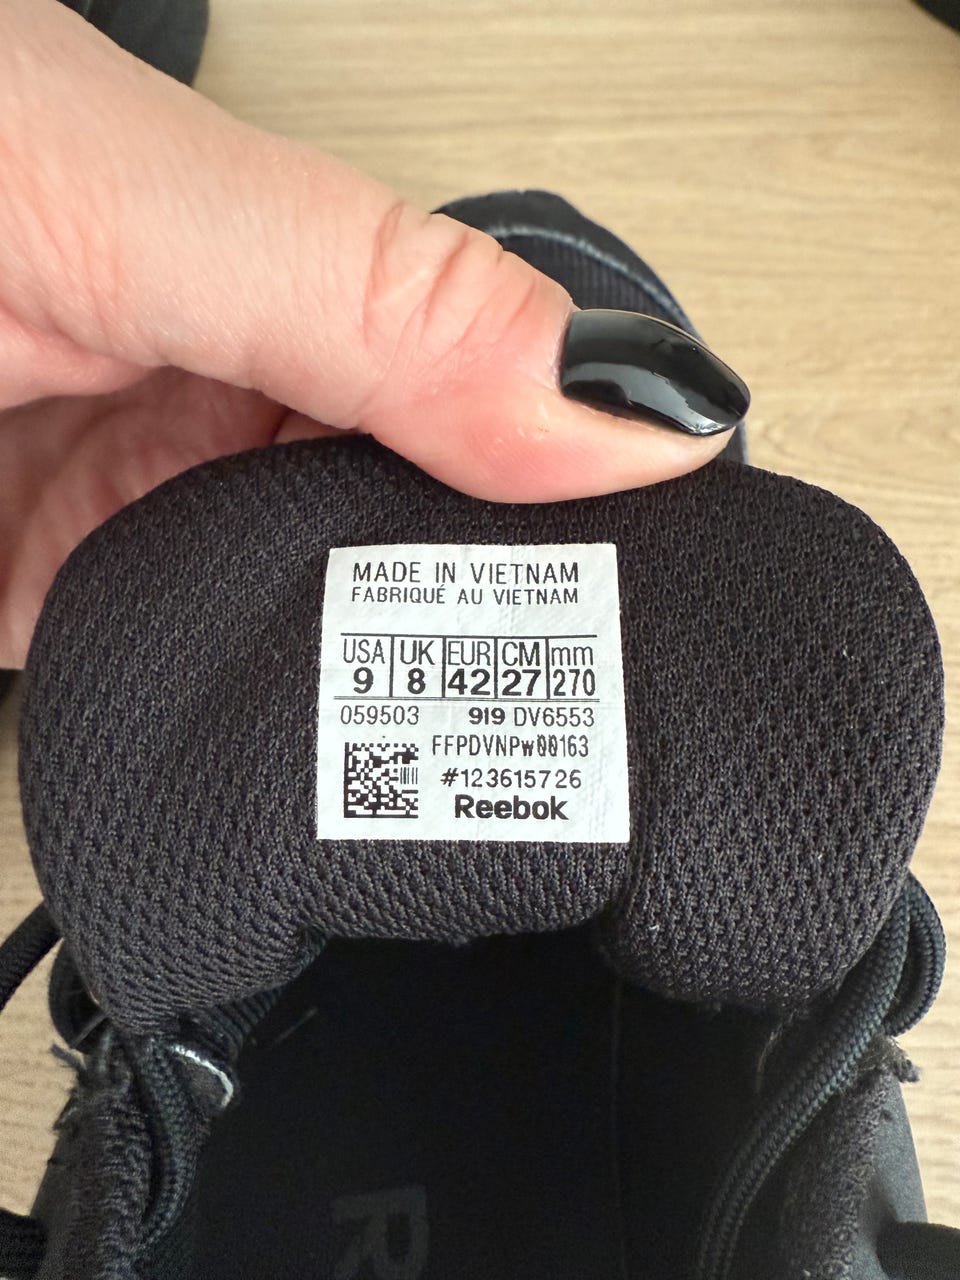 MADE IN VIETNAM
FABRIQUÉ AU VIETNAM
USA UK EUR CM mm
9 8 42 27 270
059503 919 DV6553
FFPDVNPw00163
#123615726
Reebok
R